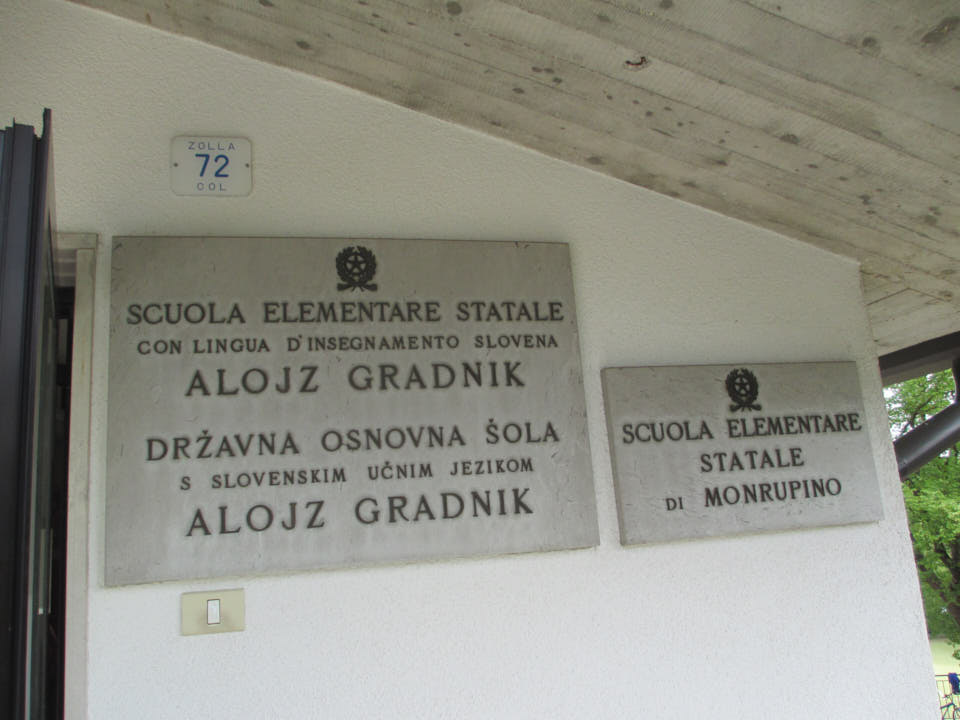 ZOLLA
72
COL
SCUOLA ELEMENTARE STATALE
CON LINGUA D'INSEGNAMENTO SLOVENA
ALOJZ GRADNIK
DRŽAVNA OSNOVNA ŠOLA
S SLOVENSKIM UČNIM JEZIKOM
ALOJZ GRADNIK
SCUOLA ELEMENTARE
STATALE
DI MONRUPINO